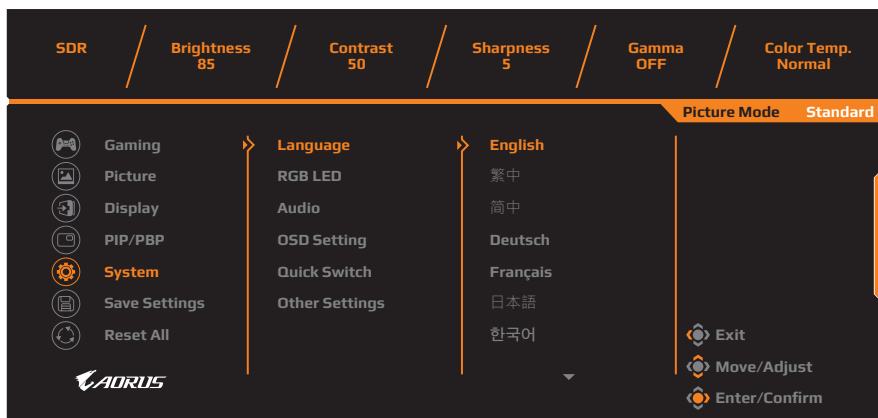 SDR Brightness Contrast Sharpness Gamma Color Temp.
85 50 5 OFF Normal
Picture Mode Standard
Gaming Language English
Picture RGB LED 繁中
Display Audio 简中
PIP/PBP OSD Setting Deutsch
System Quick Switch Français
Save Settings Other Settings 日本語
Reset All 한국어
Exit
Move/Adjust
Enter/Confirm
AORUS